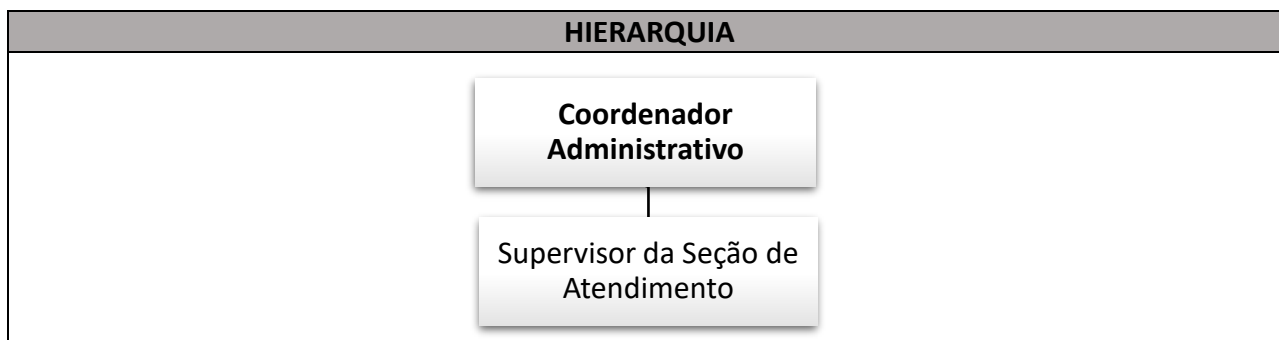 HIERARQUIA
Coordenador
Administrativo
Supervisor da Seção de
Atendimento